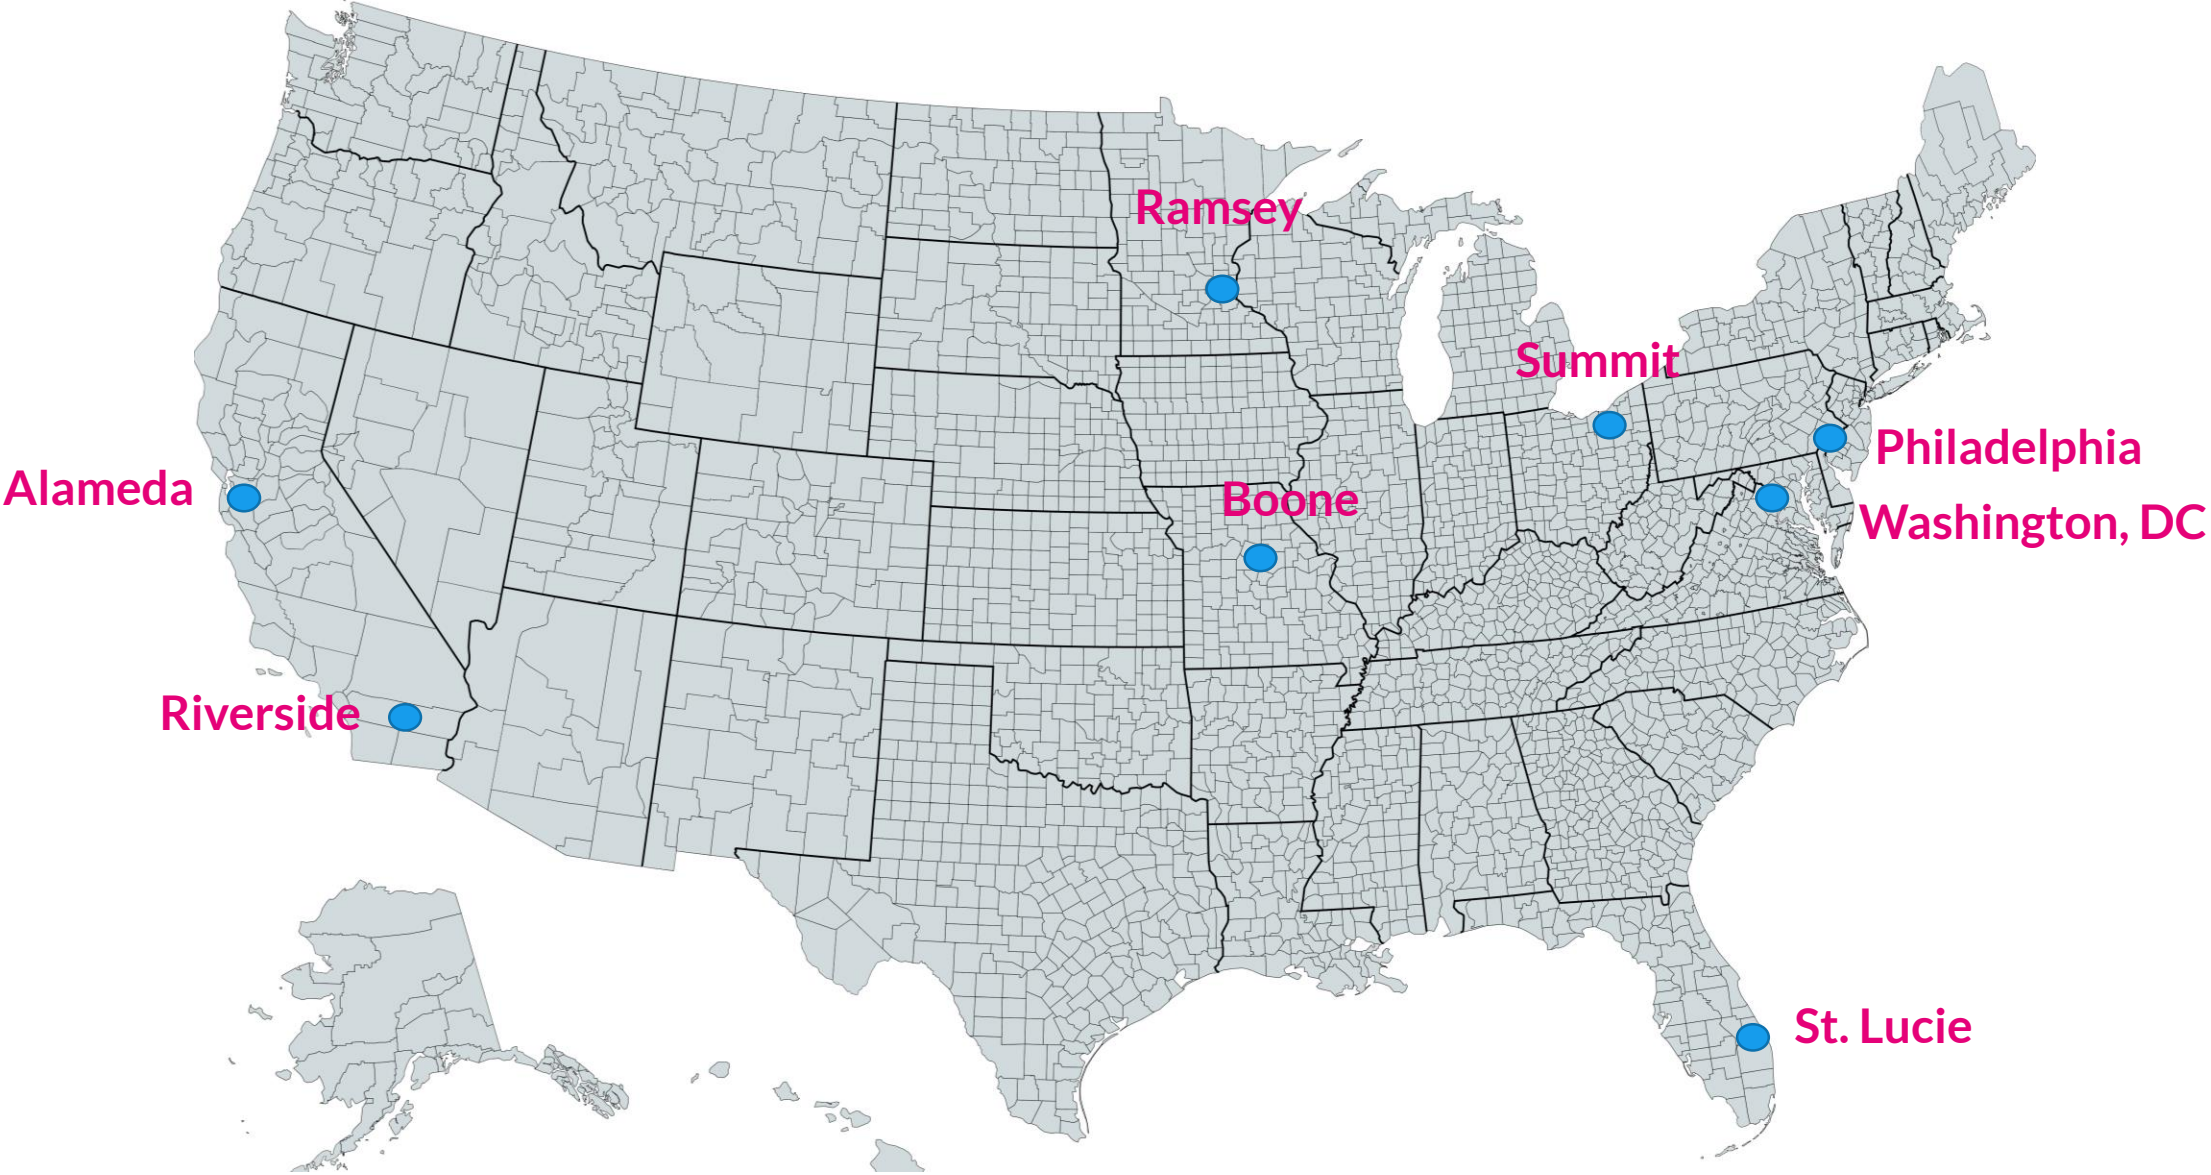 Ramsey
Summit
Philadelphia
Alameda
Boone
Washington, DC
Riverside
St. Lucie